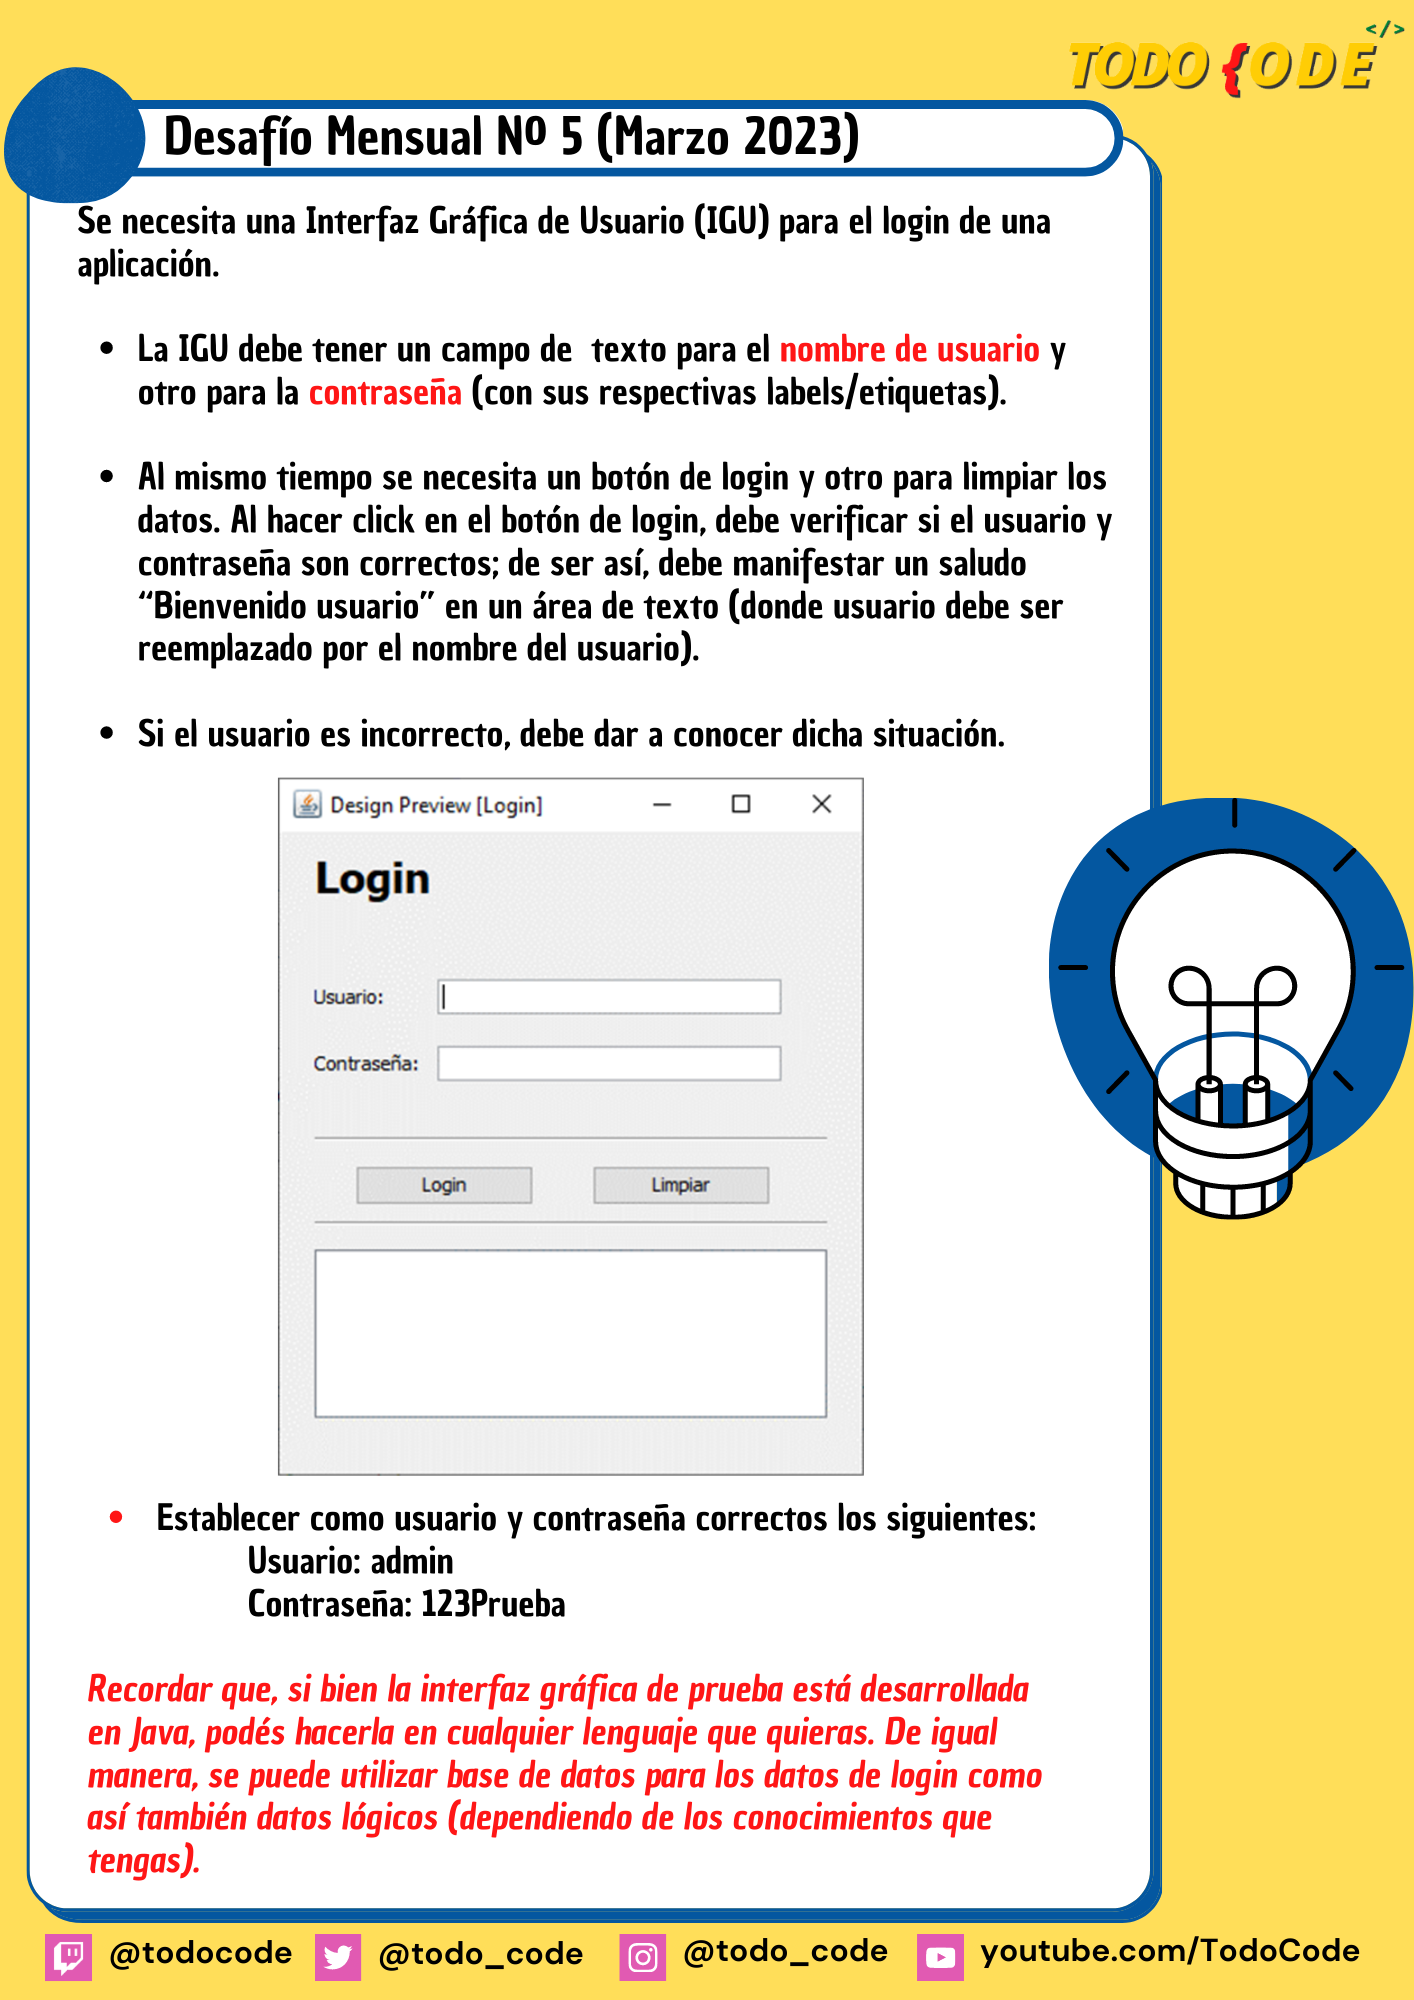 </>
TODO {ODE
Desafío Mensual Nº 5 (Marzo 2023)
Se necesita una Interfaz Gráfica de Usuario (IGU) para el login de una
aplicación.
• La IGU debe tener un campo de  texto para el nombre de usuario y
otro para la contraseña (con sus respectivas labels/etiquetas).
• Al mismo tiempo se necesita un botón de login y otro para limpiar los
datos. Al hacer click en el botón de login, debe verificar si el usuario y
contraseña son correctos; de ser así, debe manifestar un saludo
“Bienvenido usuario” en un área de texto (donde usuario debe ser
reemplazado por el nombre del usuario).
• Si el usuario es incorrecto, debe dar a conocer dicha situación.
Design Preview [Login]
Login
Usuario:
Contraseña:
Login Limpiar
• Establecer como usuario y contraseña correctos los siguientes:
Usuario: admin
Contraseña: 123Prueba
Recordar que, si bien la interfaz gráfica de prueba está desarrollada
en Java, podés hacerla en cualquier lenguaje que quieras. De igual
manera, se puede utilizar base de datos para los datos de login como
así también datos lógicos (dependiendo de los conocimientos que
tengas).
@todocode @todo_code @todo_code youtube.com/TodoCode